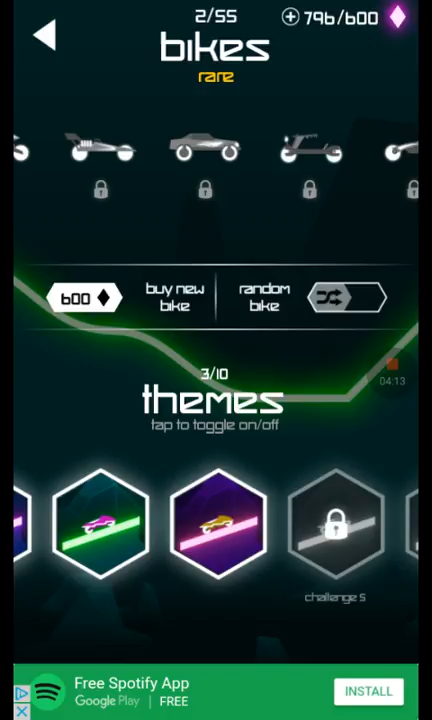 2/55
796/600
bikes
rare
600
buy new
bike
random
bike
04:13
3/10
themes
tap to toggle on/off
challenge 5
Free Spotify App
Google Play | FREE
INSTALL